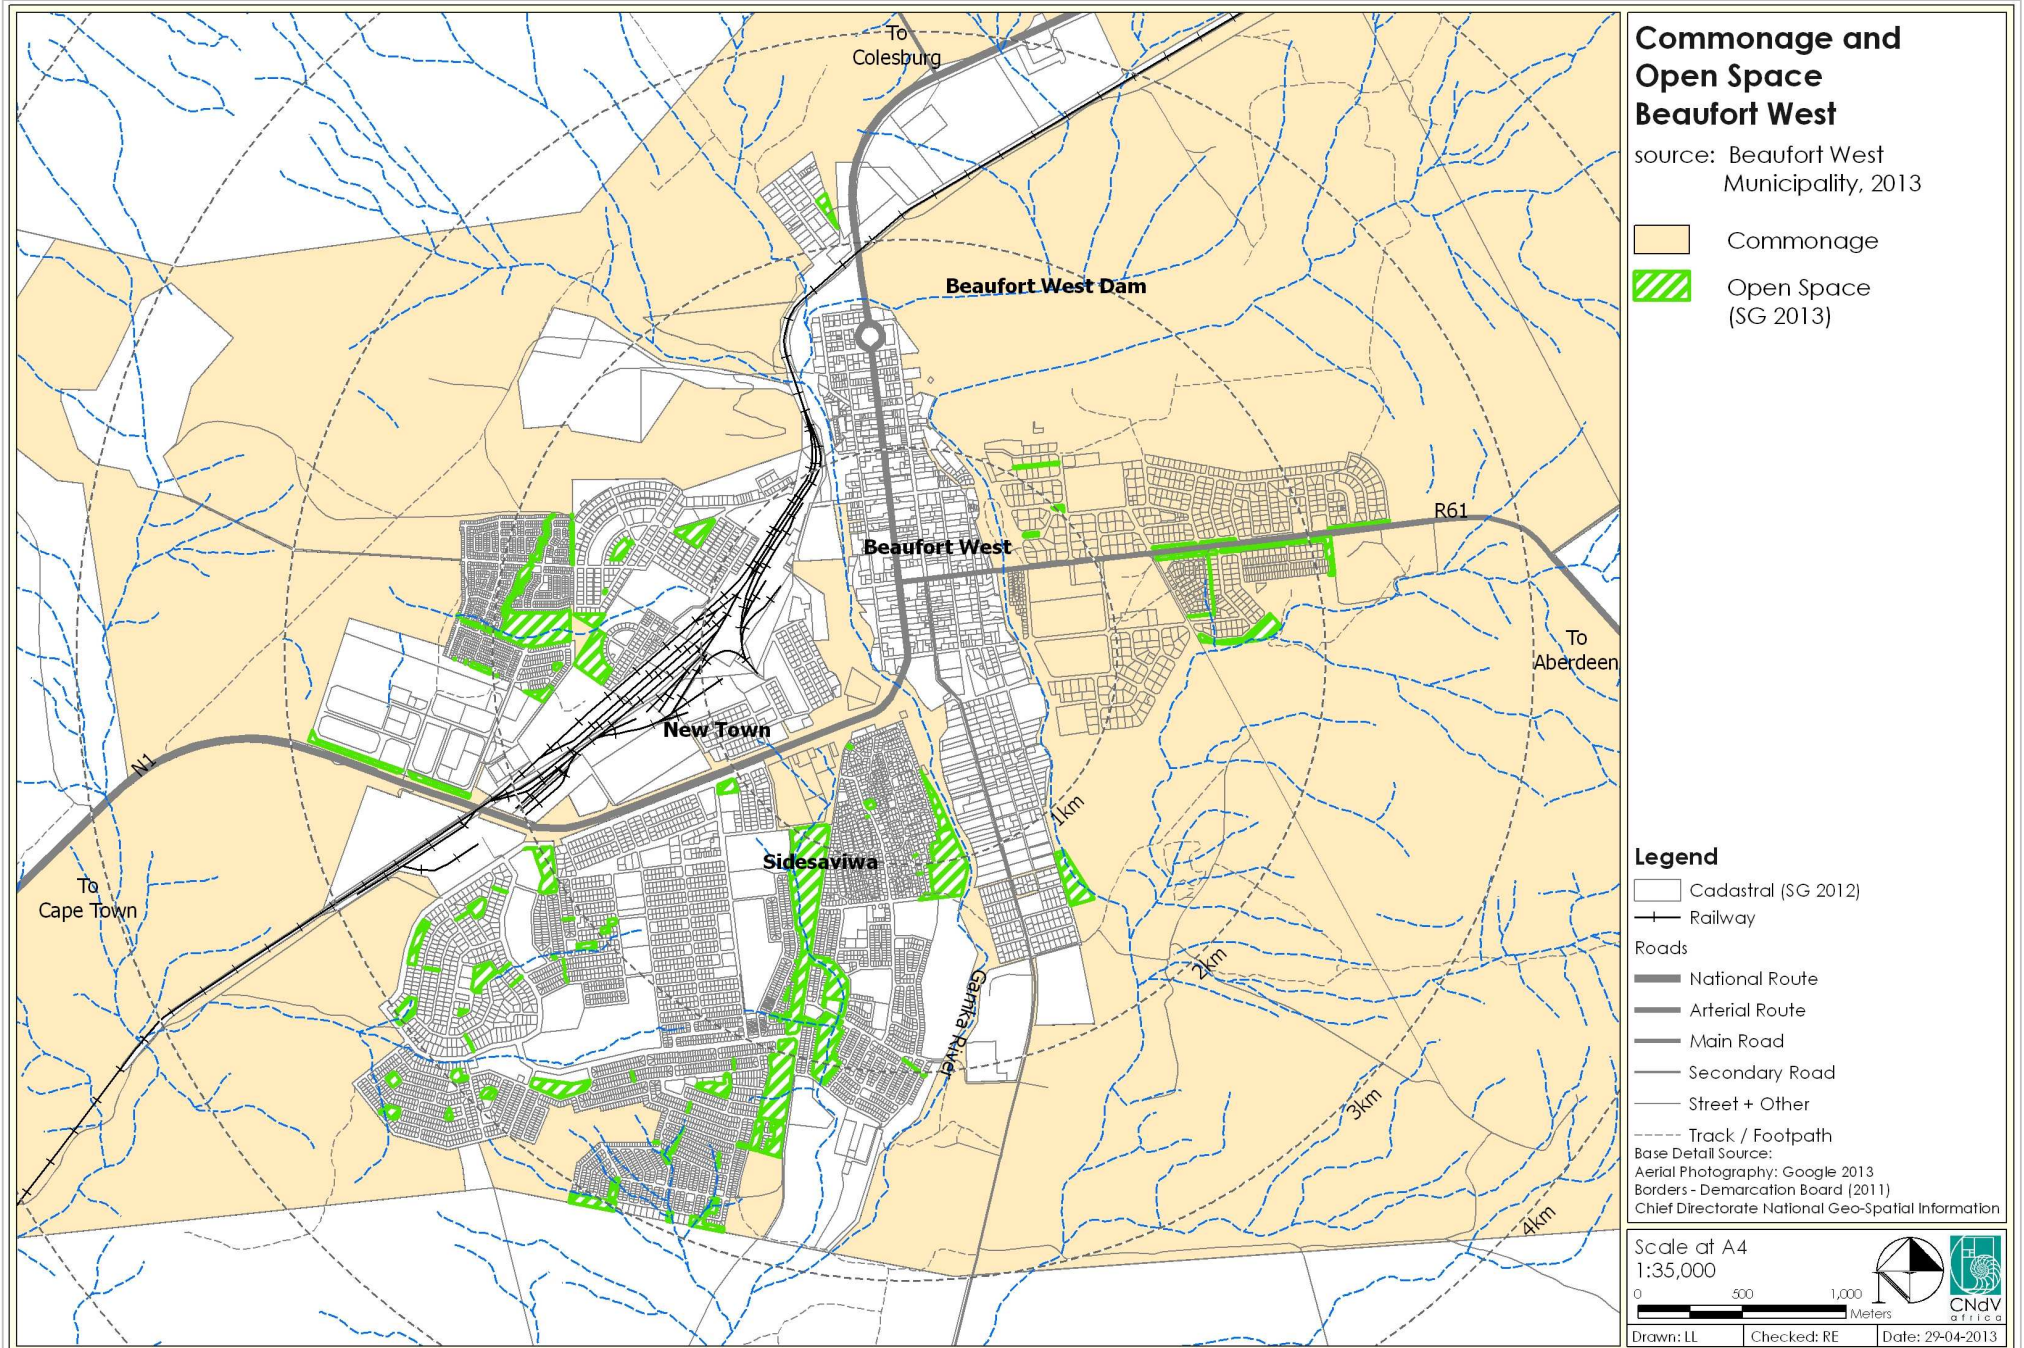 To
Colesburg
Beaufort West Dam
Beaufort West
R61
To
Aberdeen
New Town
N1
Sidesaviwa
To
Cape Town
Gamka River
1km
2km
3km
4km
Commonage and
Open Space
Beaufort West
source: Beaufort West
Municipality, 2013
Commonage
Open Space
(SG 2013)
Legend
Cadastral (SG 2012)
Railway
Roads
National Route
Arterial Route
Main Road
Secondary Road
Street + Other
Track / Footpath
Base Detail Source:
Aerial Photography: Google 2013
Borders - Demarcation Board (2011)
Chief Directorate National Geo-Spatial Information
Scale at A4
1:35,000
0 500 1,000
Meters
CNdV
africa
Drawn: LL Checked: RE Date: 29-04-2013